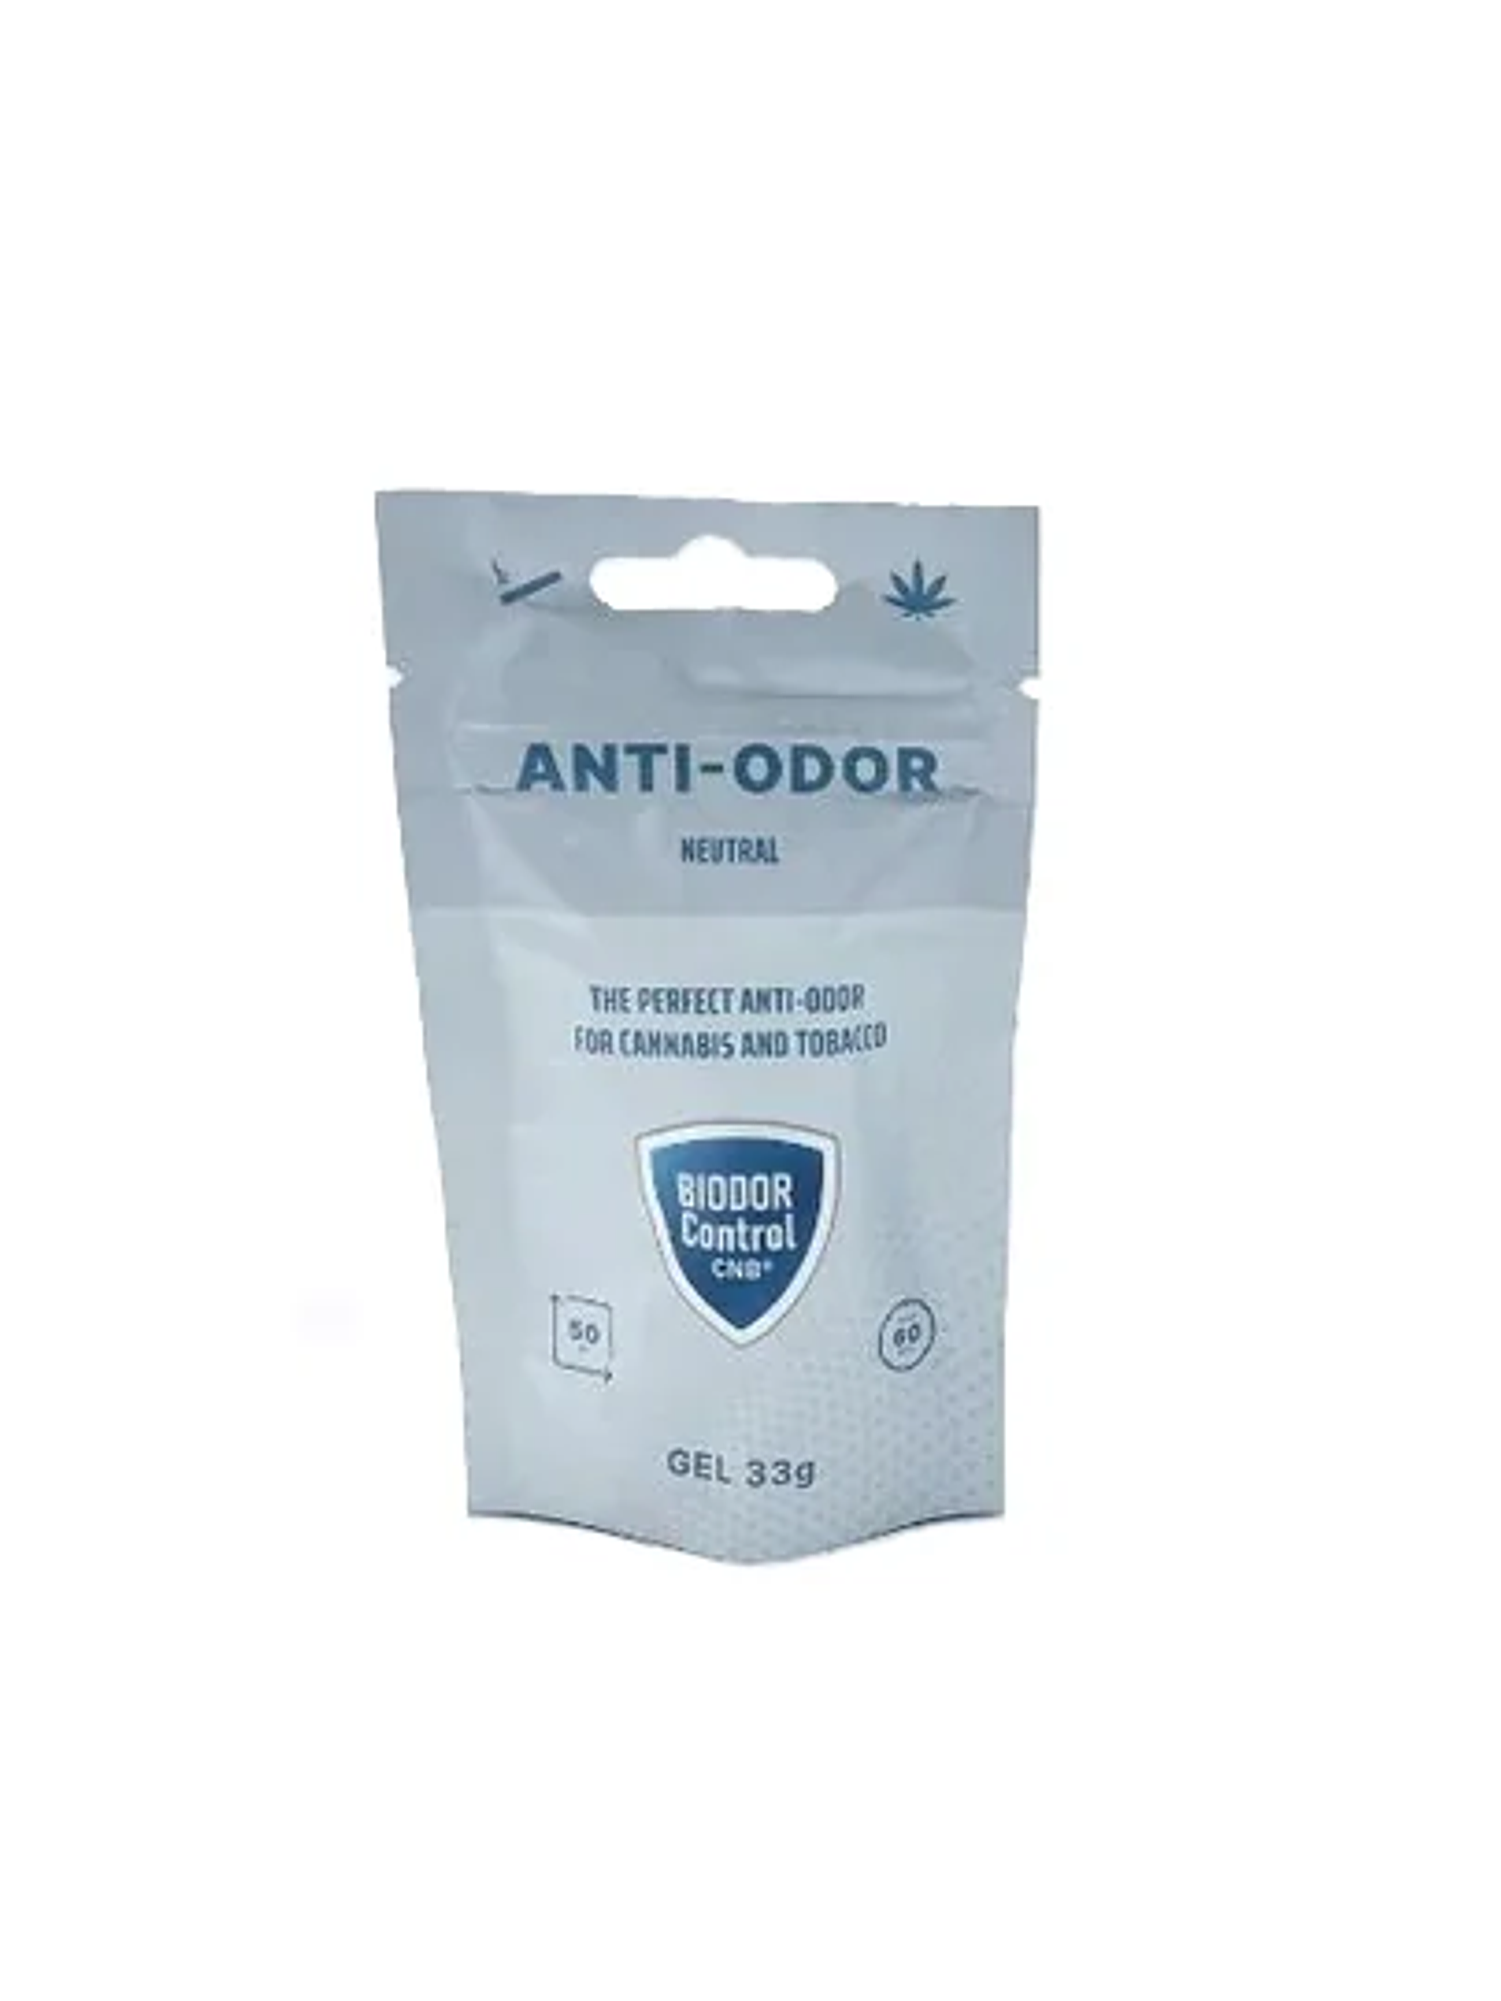 ANTI-ODOR
NEUTRAL
THE PERFECT ANTI-ODOR
FOR CANNABIS AND TOBACCO
BIODOR
Control
CNB®
50
60
GEL 33g